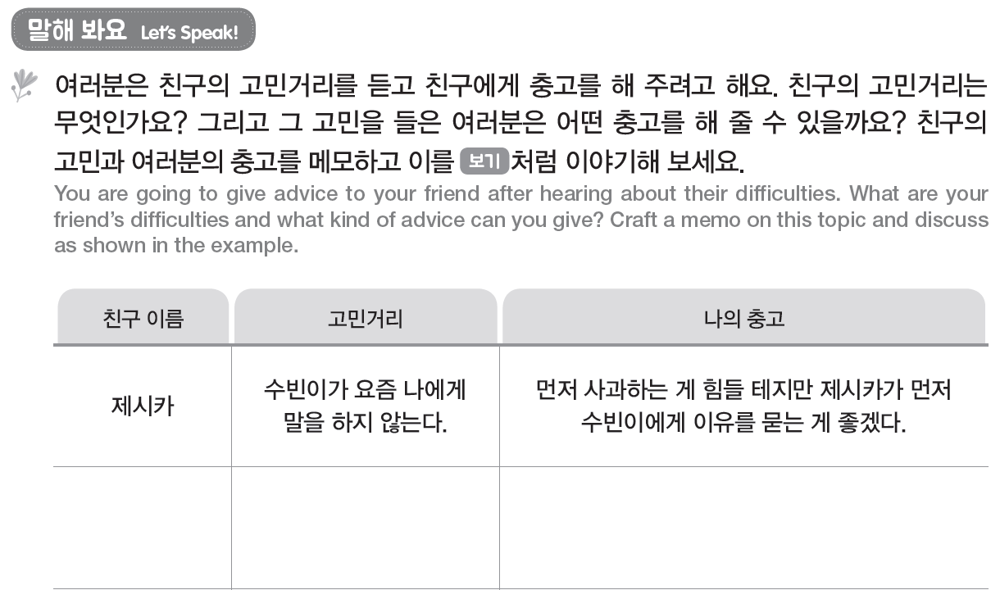 말해 봐요 Let's Speak!
여러분은 친구의 고민거리를 듣고 친구에게 충고를 해 주려고 해요. 친구의 고민거리는
무엇인가요? 그리고 그 고민을 들은 여러분은 어떤 충고를 해 줄 수 있을까요? 친구의
고민과 여러분의 충고를 메모하고 이를 보기처럼 이야기해 보세요.
You are going to give advice to your friend after hearing about their difficulties. What are your
friend's difficulties and what kind of advice can you give? Craft a memo on this topic and discuss
as shown in the example.
친구 이름 고민거리 나의 충고
제시카
수빈이가 요즘 나에게
말을 하지 않는다.
먼저 사과하는 게 힘들 테지만 제시카가 먼저
수빈이에게 이유를 묻는 게 좋겠다.